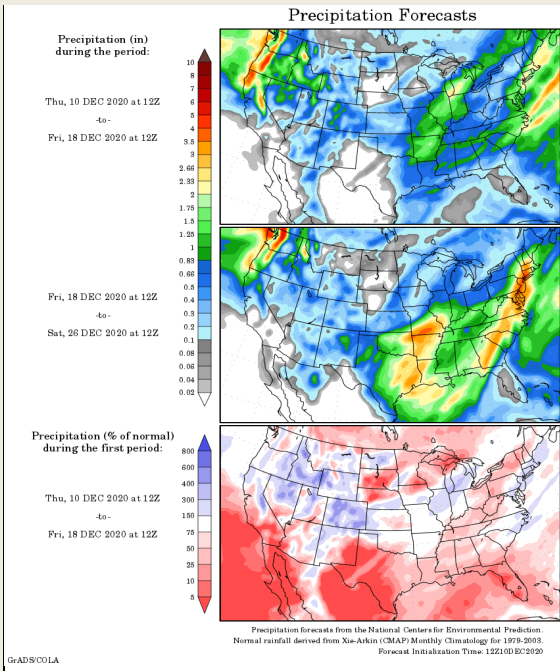 Precipitation Forecasts
Precipitation (in)
during the period:
Thu, 10 DEC 2020 at 12Z
-to-
Fri, 18 DEC 2020 at 12Z
10
9
8
7
6
5
4
3.5
3
2.66
2.33
2
1.75
1.5
1.25
1
0.83
0.66
0.5
0.4
0.3
0.2
0.1
0.08
0.06
0.04
0.02
Fri, 18 DEC 2020 at 12Z
-to-
Sat, 26 DEC 2020 at 12Z
Precipitation (% of normal)
during the first period:
Thu, 10 DEC 2020 at 12Z
-to-
Fri, 18 DEC 2020 at 12Z
800
600
400
300
150
75
50
25
10
5
Precipitation forecasts from the National Centers for Environmental Prediction.
Normal rainfall derived from Xie-Arkin (CMAP) Monthly Climatology for 1979-2003.
Forecast Initialization Time: 12Z10DEC2020
GrADS/COLA